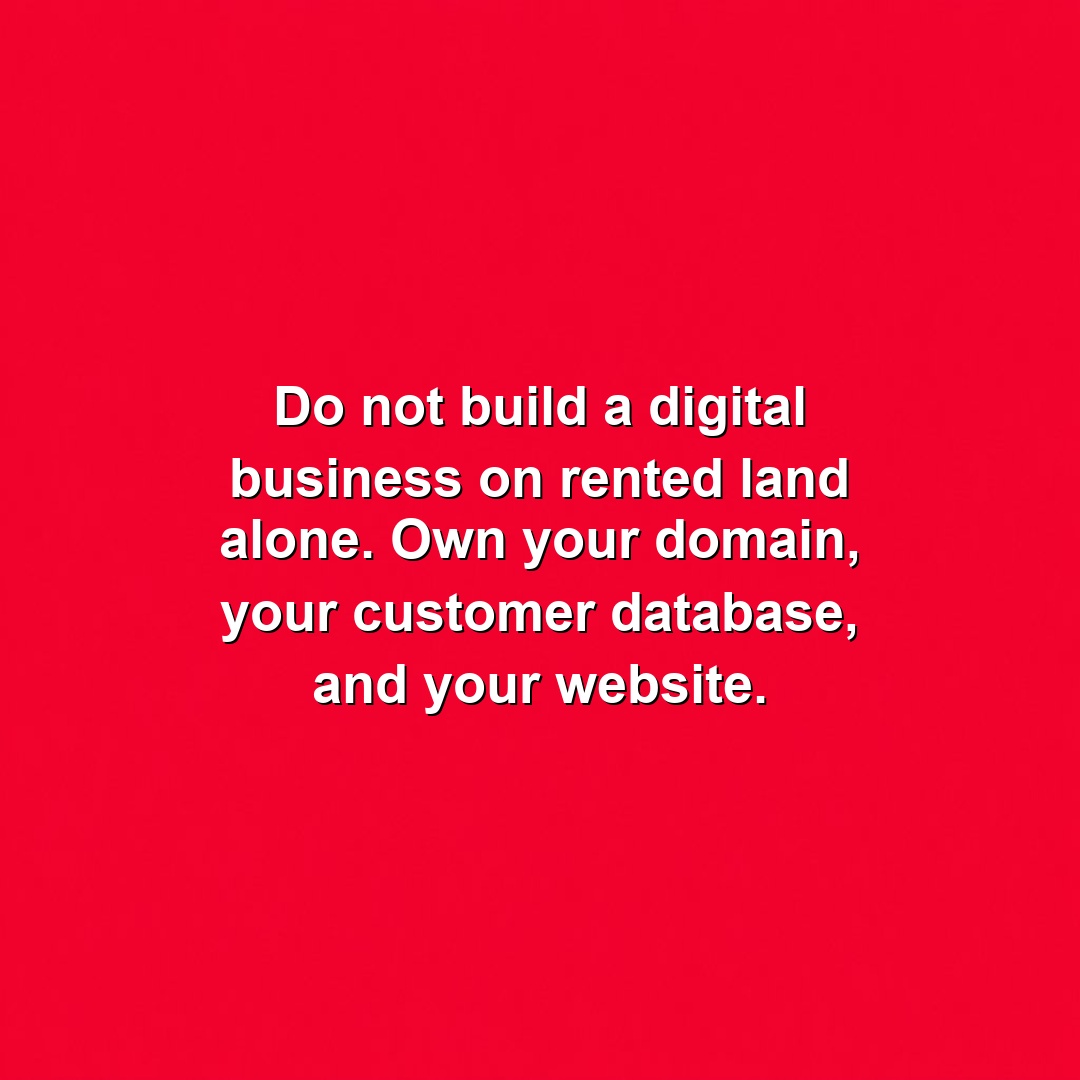 Do not build a digital
business on rented land
alone. Own your domain,
your customer database,
and your website.